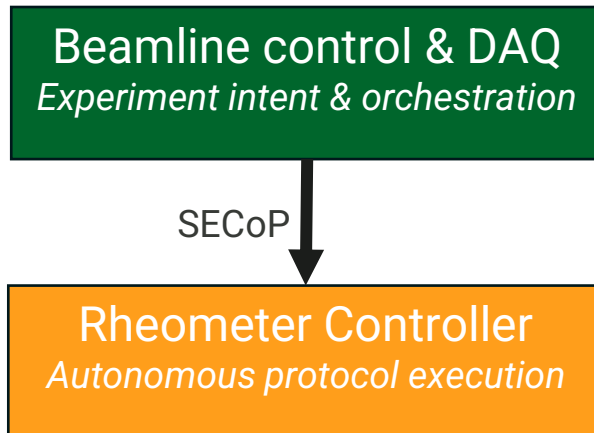 Beamline control & DAQ
Experiment intent & orchestration
SECoP
Rheometer Controller
Autonomous protocol execution